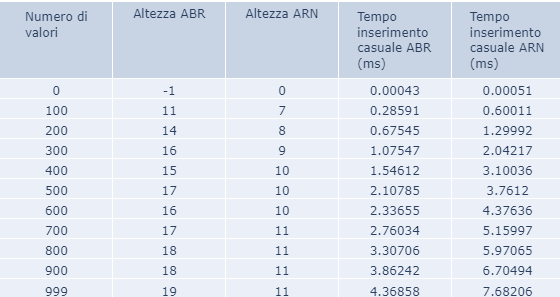 Numero di valori | Altezza ABR | Altezza ARN | Tempo inserimento casuale ABR (ms) | Tempo inserimento casuale ARN (ms)
0 | -1 | 0 | 0.00043 | 0.00051
100 | 11 | 7 | 0.28591 | 0.60011
200 | 14 | 8 | 0.67545 | 1.29992
300 | 16 | 9 | 1.07547 | 2.04217
400 | 15 | 10 | 1.54612 | 3.10036
500 | 17 | 10 | 2.10785 | 3.7612
600 | 16 | 10 | 2.33655 | 4.37636
700 | 17 | 11 | 2.76034 | 5.15997
800 | 18 | 11 | 3.30706 | 5.97065
900 | 18 | 11 | 3.86242 | 6.70494
999 | 19 | 11 | 4.36858 | 7.68206